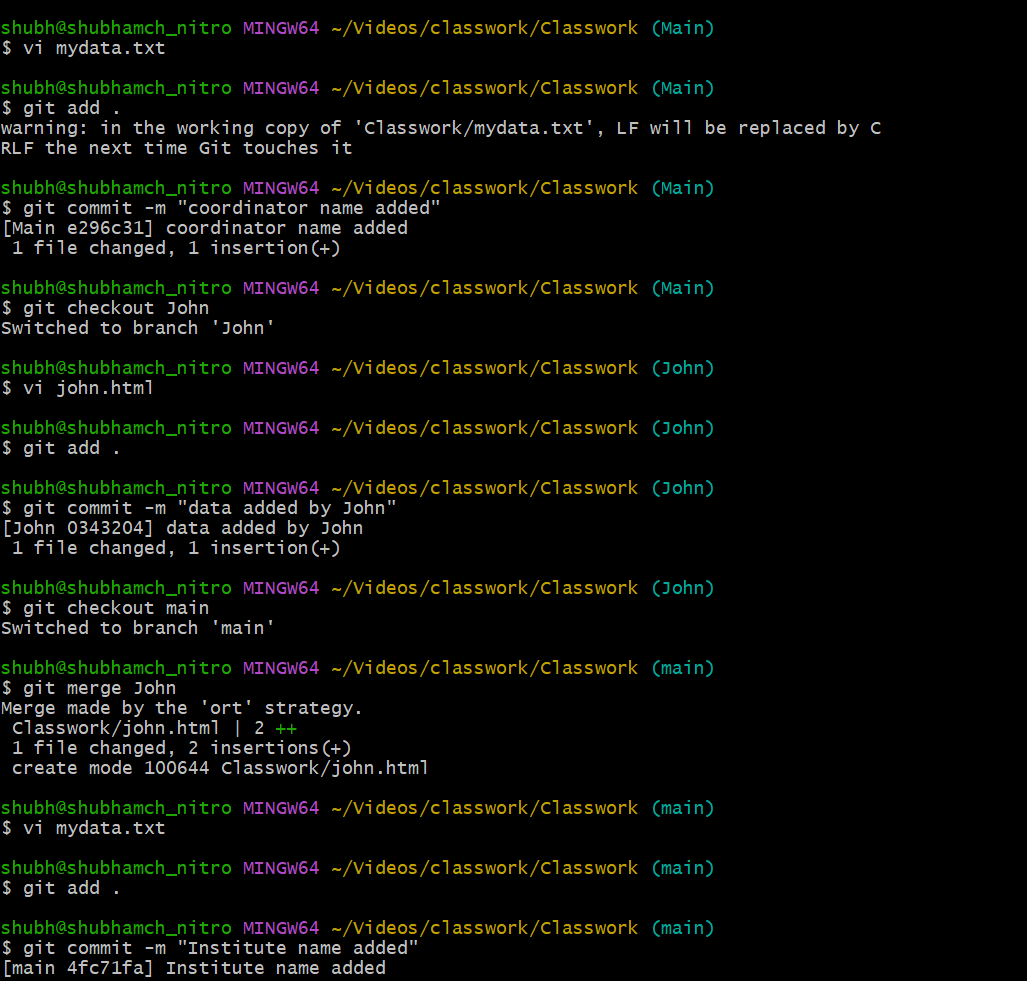 shubh@shubhamch_nitro MINGW64 ~/Videos/classwork/Classwork (Main)
$ vi mydata.txt
shubh@shubhamch_nitro MINGW64 ~/Videos/classwork/Classwork (Main)
$ git add .
warning: in the working copy of 'Classwork/mydata.txt', LF will be replaced by C
RLF the next time Git touches it
shubh@shubhamch_nitro MINGW64 ~/Videos/classwork/Classwork (Main)
$ git commit -m "coordinator name added"
[Main e296c31] coordinator name added
 1 file changed, 1 insertion(+)
shubh@shubhamch_nitro MINGW64 ~/Videos/classwork/Classwork (Main)
$ git checkout John
Switched to branch 'John'
shubh@shubhamch_nitro MINGW64 ~/Videos/classwork/Classwork (John)
$ vi john.html
shubh@shubhamch_nitro MINGW64 ~/Videos/classwork/Classwork (John)
$ git add .
shubh@shubhamch_nitro MINGW64 ~/Videos/classwork/Classwork (John)
$ git commit -m "data added by John"
[John 0343204] data added by John
 1 file changed, 1 insertion(+)
shubh@shubhamch_nitro MINGW64 ~/Videos/classwork/Classwork (John)
$ git checkout main
Switched to branch 'main'
shubh@shubhamch_nitro MINGW64 ~/Videos/classwork/Classwork (main)
$ git merge John
Merge made by the 'ort' strategy.
 Classwork/john.html | 2 ++
 1 file changed, 2 insertions(+)
 create mode 100644 Classwork/john.html
shubh@shubhamch_nitro MINGW64 ~/Videos/classwork/Classwork (main)
$ vi mydata.txt
shubh@shubhamch_nitro MINGW64 ~/Videos/classwork/Classwork (main)
$ git add .
shubh@shubhamch_nitro MINGW64 ~/Videos/classwork/Classwork (main)
$ git commit -m "Institute name added"
[main 4fc71fa] Institute name added